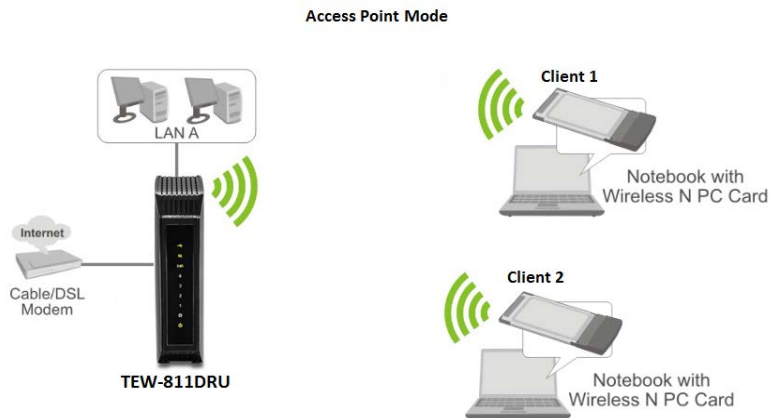 Access Point Mode
LAN A
Internet
Cable/DSL
Modem
TEW-811DRU
Client 1
Notebook with
Wireless N PC Card
Client 2
Notebook with
Wireless N PC Card